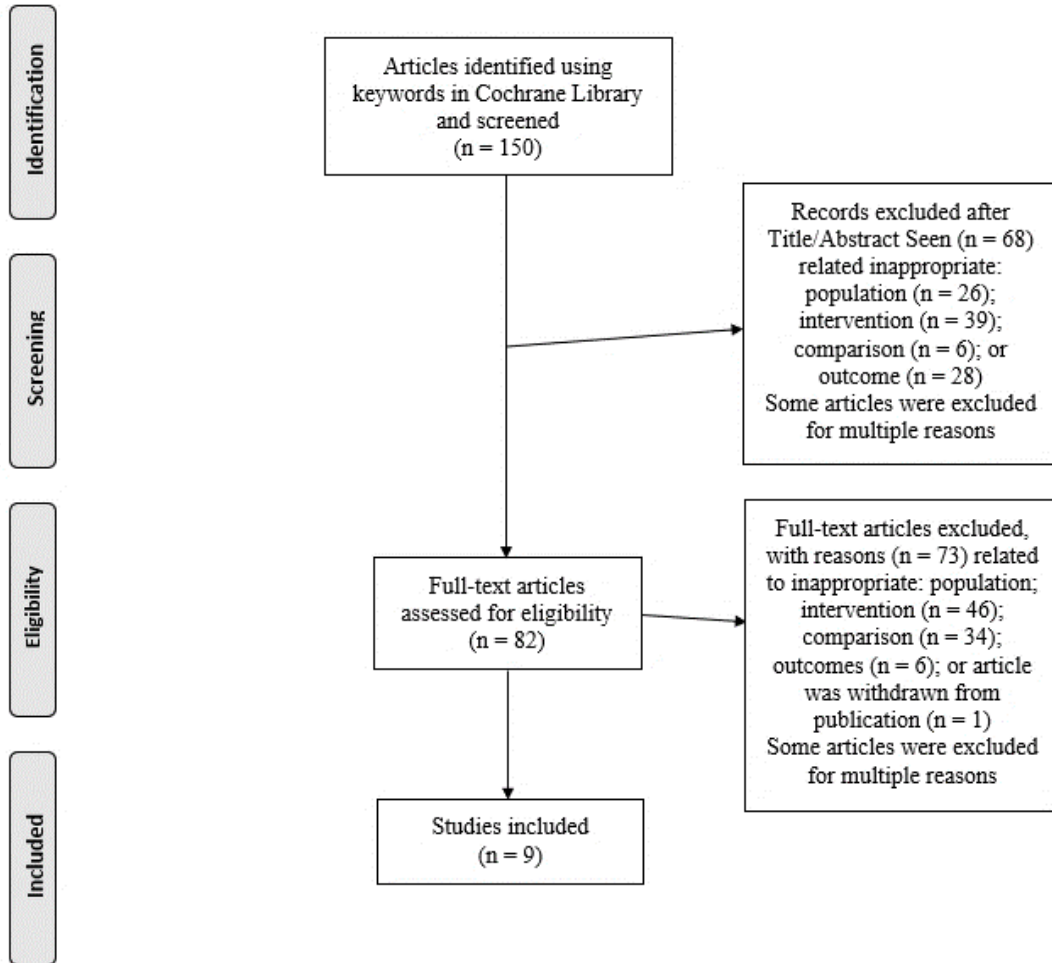 Identification
Articles identified using
keywords in Cochrane Library
and screened
(n = 150)
Records excluded after
Title/Abstract Seen (n = 68)
related inappropriate:
population (n = 26);
intervention (n = 39);
comparison (n = 6); or
outcome (n = 28)
Some articles were excluded
for multiple reasons
Screening
Eligibility
Full-text articles
assessed for eligibility
(n = 82)
Full-text articles excluded,
with reasons (n = 73) related
to inappropriate: population;
intervention (n = 46);
comparison (n = 34);
outcomes (n = 6); or article
was withdrawn from
publication (n = 1)
Some articles were excluded
for multiple reasons
Included
Studies included
(n = 9)